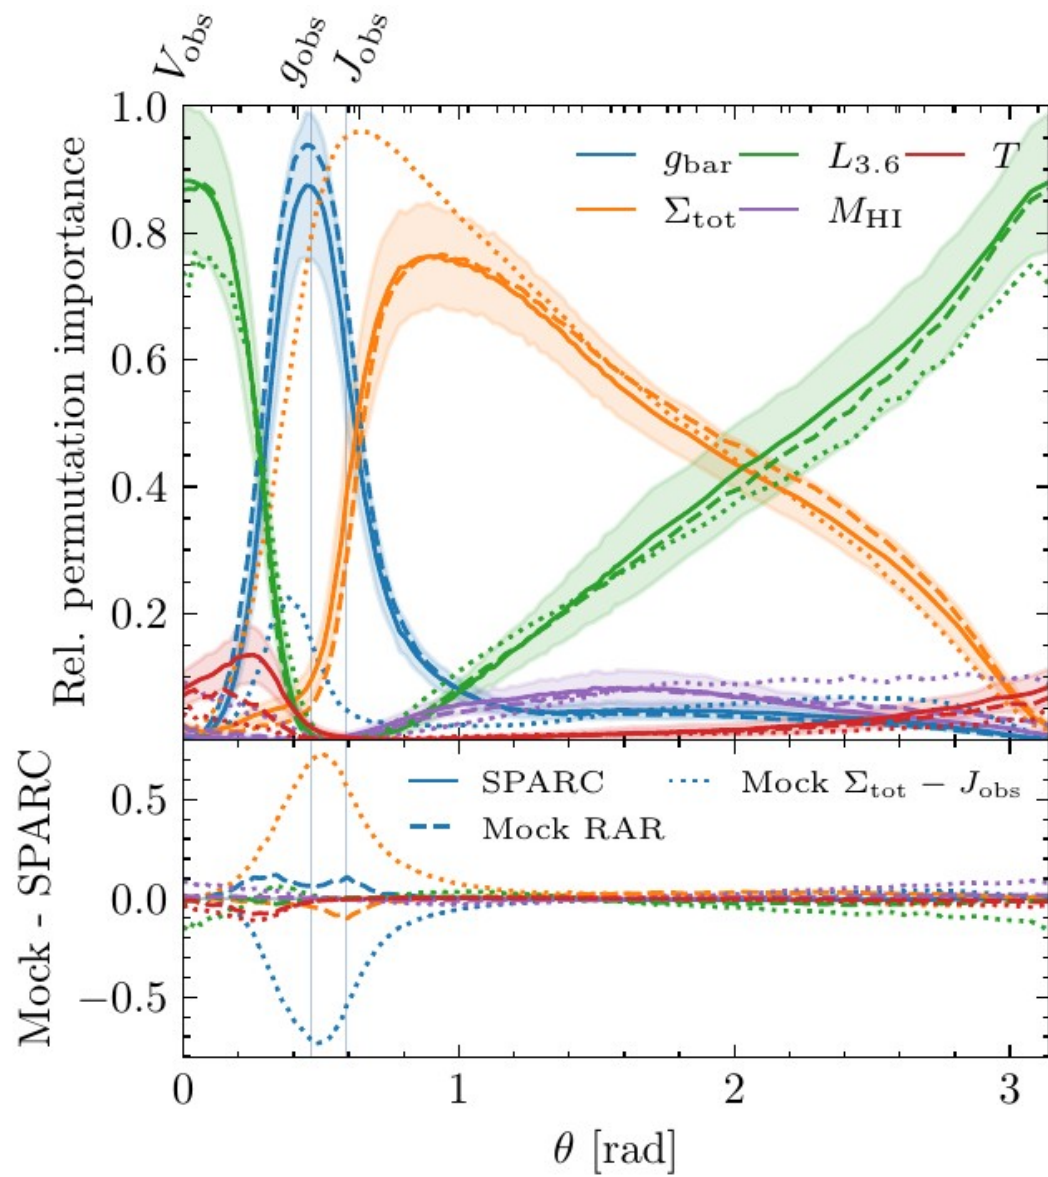 V_obs g_obs J_obs
1.0
0.8
0.6
0.4
0.2
Rel. permutation importance
g_bar L_3.6 T
Σ_tot M_HI
0.5
0.0
−0.5
Mock - SPARC
SPARC Mock Σ_tot − J_obs
Mock RAR
0 1 2 3
θ [rad]